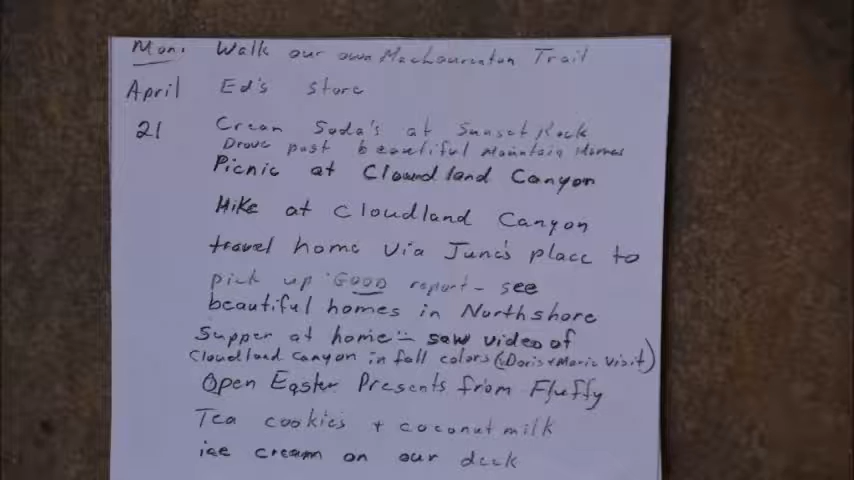 Mon. Walk our own Trail
April Ed's store
21 Cream Soda's at Sunset Rock
Drove past beautiful Mountain Homes
Picnic at Clowdland Canyon
Hike at Cloudland Canyon
travel home via June's place to
pick up "GOOD report - see
beautiful homes in Northshore
Supper at home - saw video of
Cloudland Canyon in fall colors (Doris + Marie visit)
Open Easter Presents from Fluffy
Tea cookies + coconut milk
ice cream on our deck